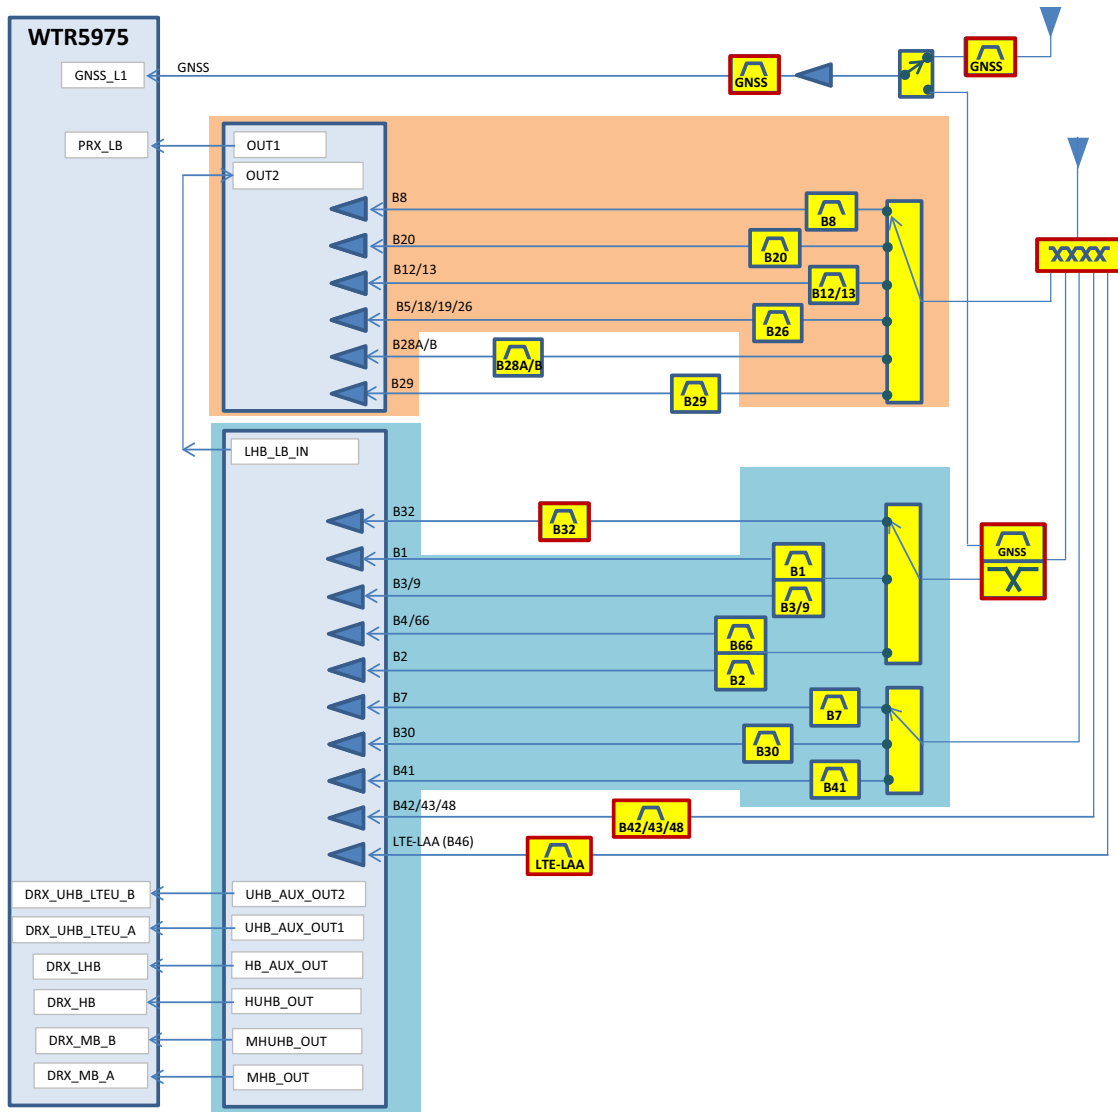 WTR5975
GNSS_L1
GNSS
GNSS
GNSS
PRX_LB
OUT1
OUT2
B8
B8
B20
B20
B12/13
B12/13
B5/18/19/26
B26
B28A/B
B28A/B
B29
B29
XXXX
LHB_LB_IN
B32
B32
B1
B1
B3/9
B3/9
GNSS
X
B4/66
B66
B2
B2
B7
B7
B30
B30
B41
B41
B42/43/48
B42/43/48
LTE-LAA (B46)
LTE-LAA
DRX_UHB_LTEU_B
UHB_AUX_OUT2
DRX_UHB_LTEU_A
UHB_AUX_OUT1
DRX_LHB
HB_AUX_OUT
DRX_HB
HUHB_OUT
DRX_MB_B
MHUHB_OUT
DRX_MB_A
MHB_OUT